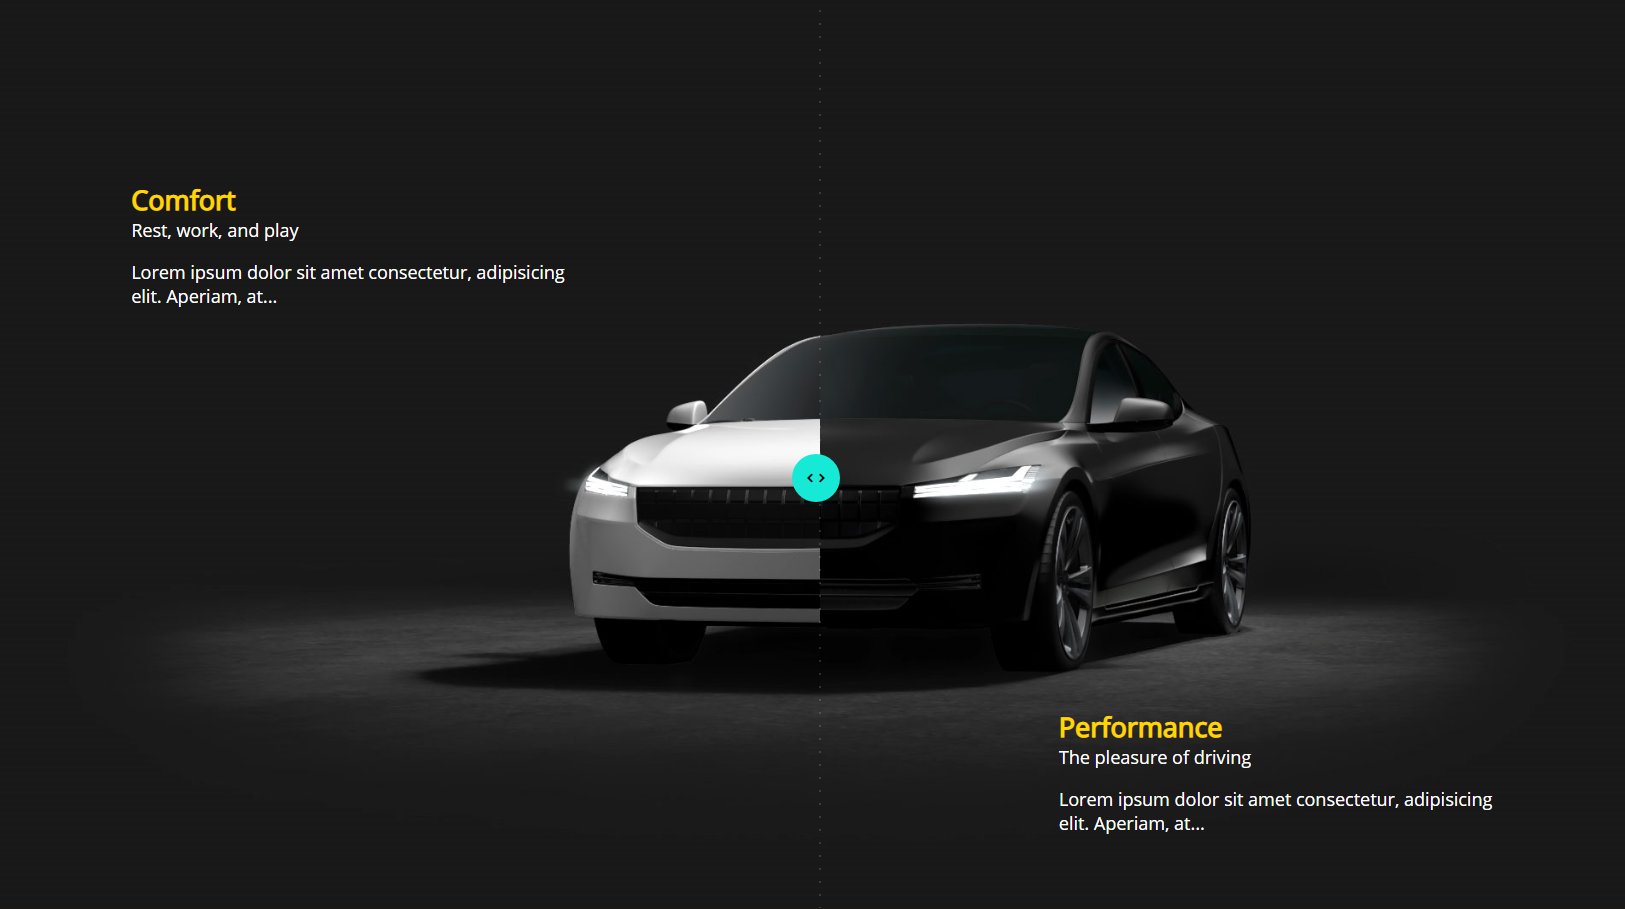 Comfort
Rest, work, and play
Lorem ipsum dolor sit amet consectetur, adipisicing
elit. Aperiam, at...
Performance
The pleasure of driving
Lorem ipsum dolor sit amet consectetur, adipisicing
elit. Aperiam, at...